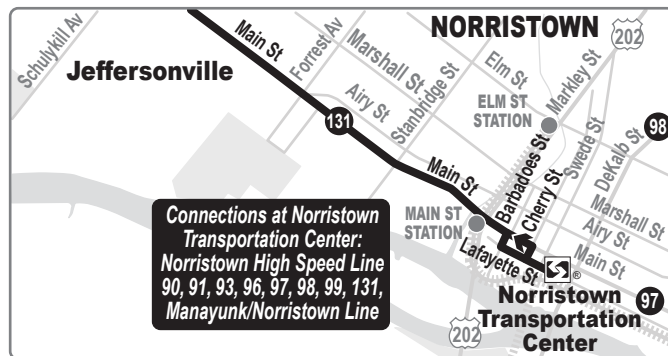 NORRISTOWN
202
Schulykill Av
Main St
Forrest Av
Marshall St
Stanbridge St
Elm St
Markley St
Jeffersonville
Airy St
ELM ST
STATION
Swede St
DeKalb St
98
131
Main St
Barbadoes St
Cherry St
Marshall St
Airy St
Main St
MAIN ST
STATION
Lafayette St
Connections at Norristown
Transportation Center:
Norristown High Speed Line
90, 91, 93, 96, 97, 98, 99, 131,
Manayunk/Norristown Line
S
®
Norristown
Transportation
Center
97
202